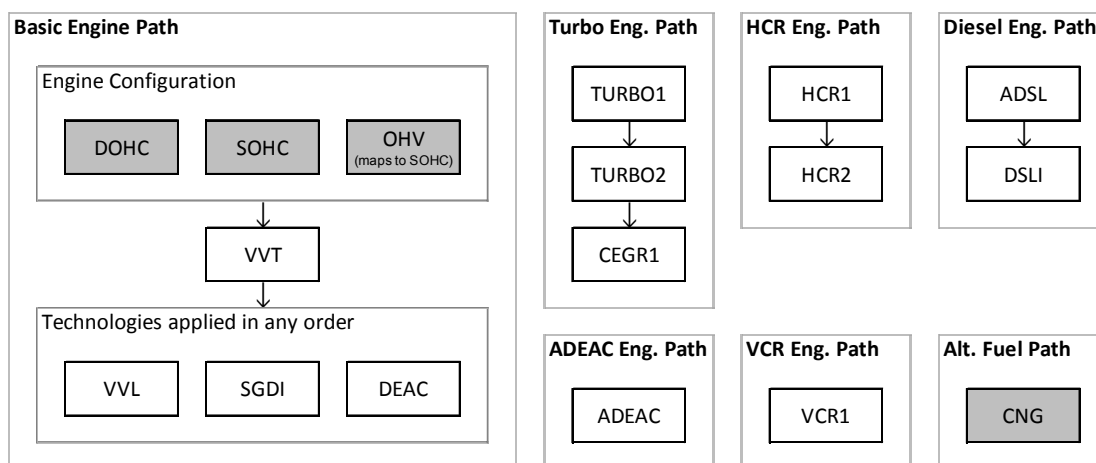 Basic Engine Path
Engine Configuration
DOHC
SOHC
OHV
(maps to SOHC)
VVT
Technologies applied in any order
VVL
SGDI
DEAC
Turbo Eng. Path
TURBO1
TURBO2
CEGR1
HCR Eng. Path
HCR1
HCR2
Diesel Eng. Path
ADSL
DSLI
ADEAC Eng. Path
ADEAC
VCR Eng. Path
VCR1
Alt. Fuel Path
CNG